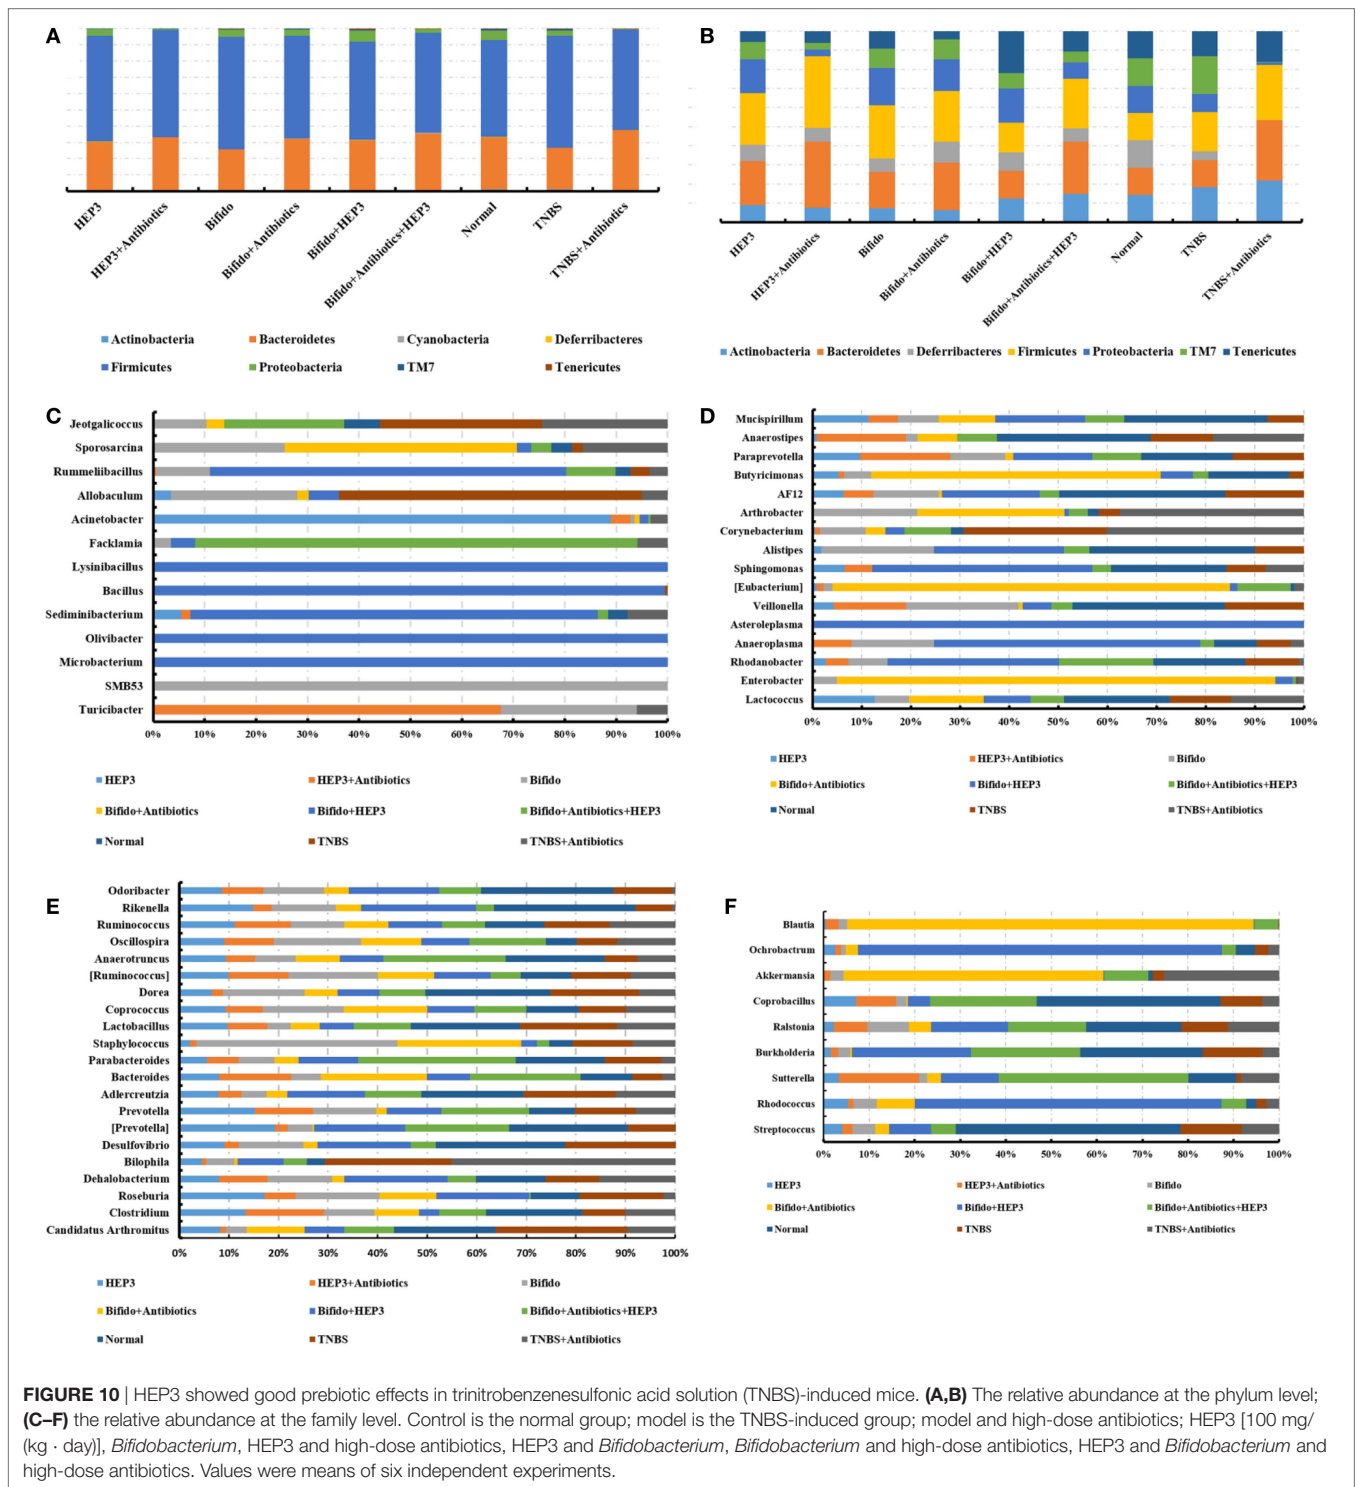 A
HEP3
HEP3+Antibiotics
Bifido
Bifido+Antibiotics
Bifido+HEP3
Bifido+Antibiotics+HEP3
Normal
TNBS
TNBS+Antibiotics
Actinobacteria Bacteroidetes Cyanobacteria Deferribacteres
Firmicutes Proteobacteria TM7 Tenericutes
B
HEP3
HEP3+Antibiotics
Bifido
Bifido+Antibiotics
Bifido+HEP3
Bifido+Antibiotics+HEP3
Normal
TNBS
TNBS+Antibiotics
Actinobacteria Bacteroidetes Deferribacteres Firmicutes Proteobacteria TM7 Tenericutes
C
Jeotgalicoccus
Sporosarcina
Rummeliibacillus
Allobaculum
Acinetobacter
Facklamia
Lysinibacillus
Bacillus
Sediminibacterium
Olivibacter
Microbacterium
SMB53
Turicibacter
0% 10% 20% 30% 40% 50% 60% 70% 80% 90% 100%
HEP3 HEP3+Antibiotics Bifido
Bifido+Antibiotics Bifido+HEP3 Bifido+Antibiotics+HEP3
Normal TNBS TNBS+Antibiotics
D
Mucispirillum
Anaerostipes
Paraprevotella
Butyricimonas
AF12
Arthrobacter
Corynebacterium
Alistipes
Sphingomonas
[Eubacterium]
Veillonella
Asteroleplasma
Anaeroplasma
Rhodanobacter
Enterobacter
Lactococcus
0% 10% 20% 30% 40% 50% 60% 70% 80% 90% 100%
HEP3 HEP3+Antibiotics Bifido
Bifido+Antibiotics Bifido+HEP3 Bifido+Antibiotics+HEP3
Normal TNBS TNBS+Antibiotics
E
Odoribacter
Rikenella
Ruminococcus
Oscillospira
Anaerotruncus
[Ruminococcus]
Dorea
Coprococcus
Lactobacillus
Staphylococcus
Parabacteroides
Bacteroides
Adlercreutzia
Prevotella
[Prevotella]
Desulfovibrio
Bilophila
Dehalobacterium
Roseburia
Clostridium
Candidatus Arthromitus
0% 10% 20% 30% 40% 50% 60% 70% 80% 90% 100%
HEP3 HEP3+Antibiotics Bifido
Bifido+Antibiotics Bifido+HEP3 Bifido+Antibiotics+HEP3
Normal TNBS TNBS+Antibiotics
F
Blautia
Ochrobactrum
Akkermansia
Coprobacillus
Ralstonia
Burkholderia
Sutterella
Rhodococcus
Streptococcus
0% 10% 20% 30% 40% 50% 60% 70% 80% 90% 100%
HEP3 HEP3+Antibiotics Bifido
Bifido+Antibiotics Bifido+HEP3 Bifido+Antibiotics+HEP3
Normal TNBS TNBS+Antibiotics
FIGURE 10 | HEP3 showed good prebiotic effects in trinitrobenzenesulfonic acid solution (TNBS)-induced mice. (A,B) The relative abundance at the phylum level;
(C–F) the relative abundance at the family level. Control is the normal group; model is the TNBS-induced group; model and high-dose antibiotics; HEP3 [100 mg/
(kg · day)], Bifidobacterium, HEP3 and high-dose antibiotics, HEP3 and Bifidobacterium, Bifidobacterium and high-dose antibiotics, HEP3 and Bifidobacterium and
high-dose antibiotics. Values were means of six independent experiments.